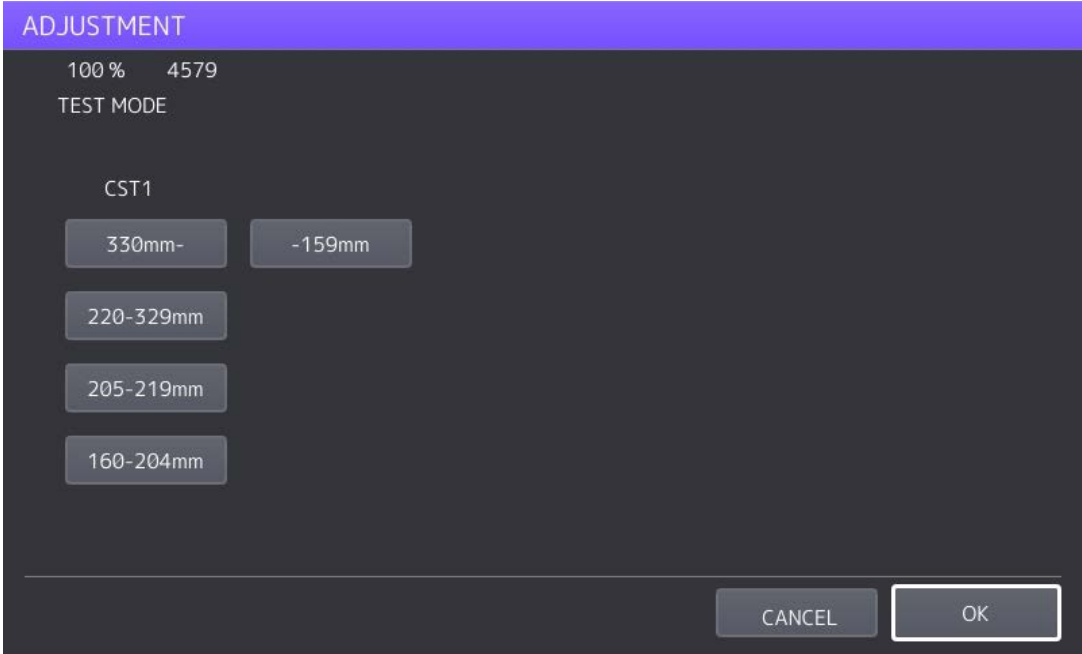 ADJUSTMENT
100 % 4579
TEST MODE
CST1
330mm- -159mm
220-329mm
205-219mm
160-204mm
CANCEL OK